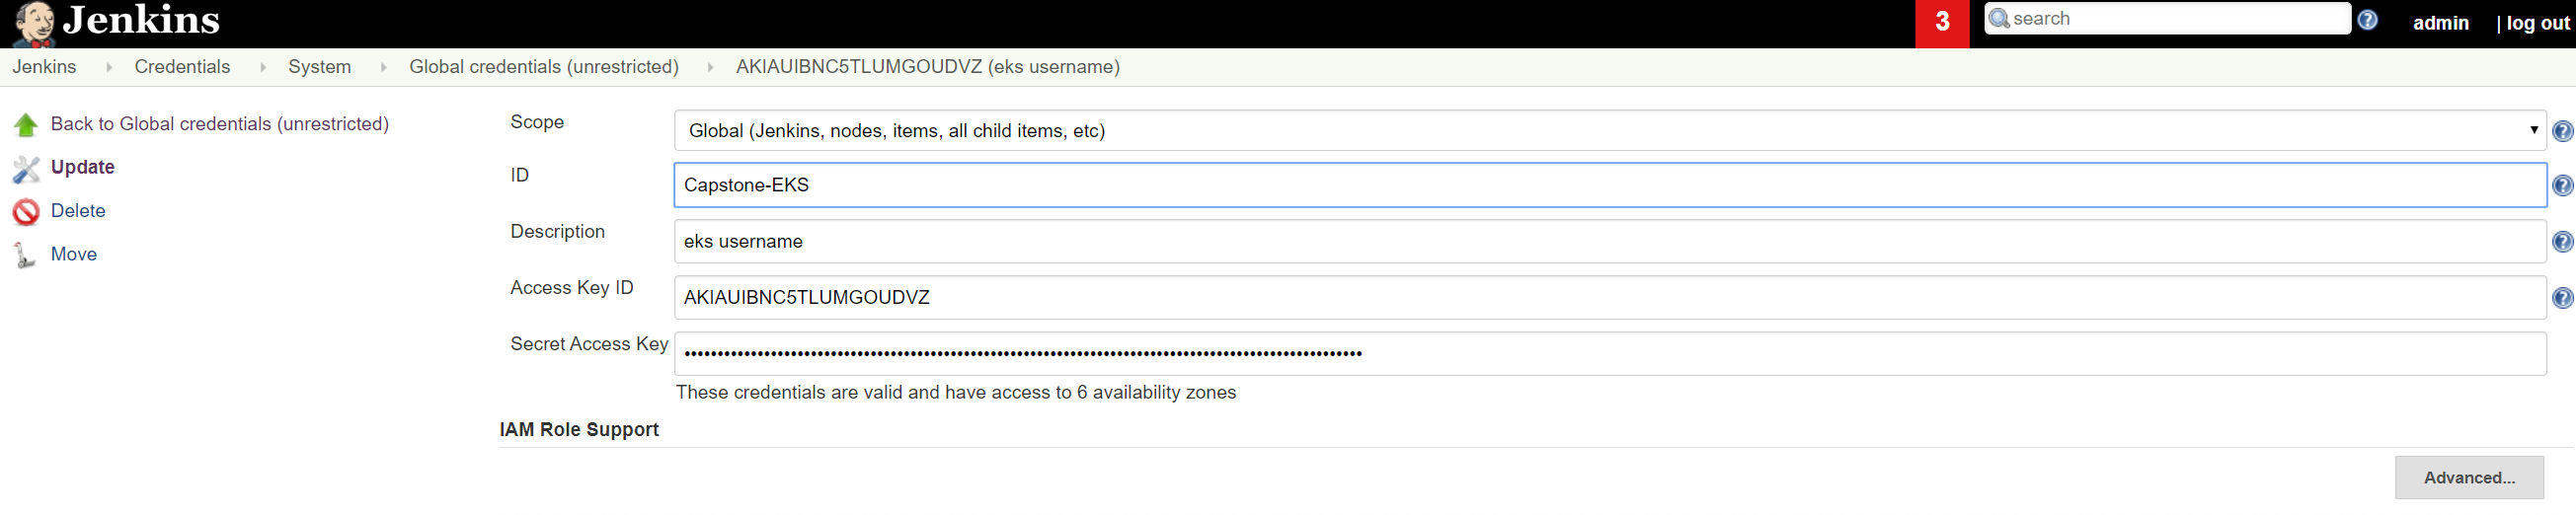 Jenkins
3
search
admin
| log out
Jenkins
Credentials
System
Global credentials (unrestricted)
AKIAUIBNC5TLUMGOUDVZ (eks username)
Back to Global credentials (unrestricted)
Update
Delete
Move
Scope
Global (Jenkins, nodes, items, all child items, etc)
ID
Capstone-EKS
Description
eks username
Access Key ID
AKIAUIBNC5TLUMGOUDVZ
Secret Access Key
These credentials are valid and have access to 6 availability zones
IAM Role Support
Advanced...